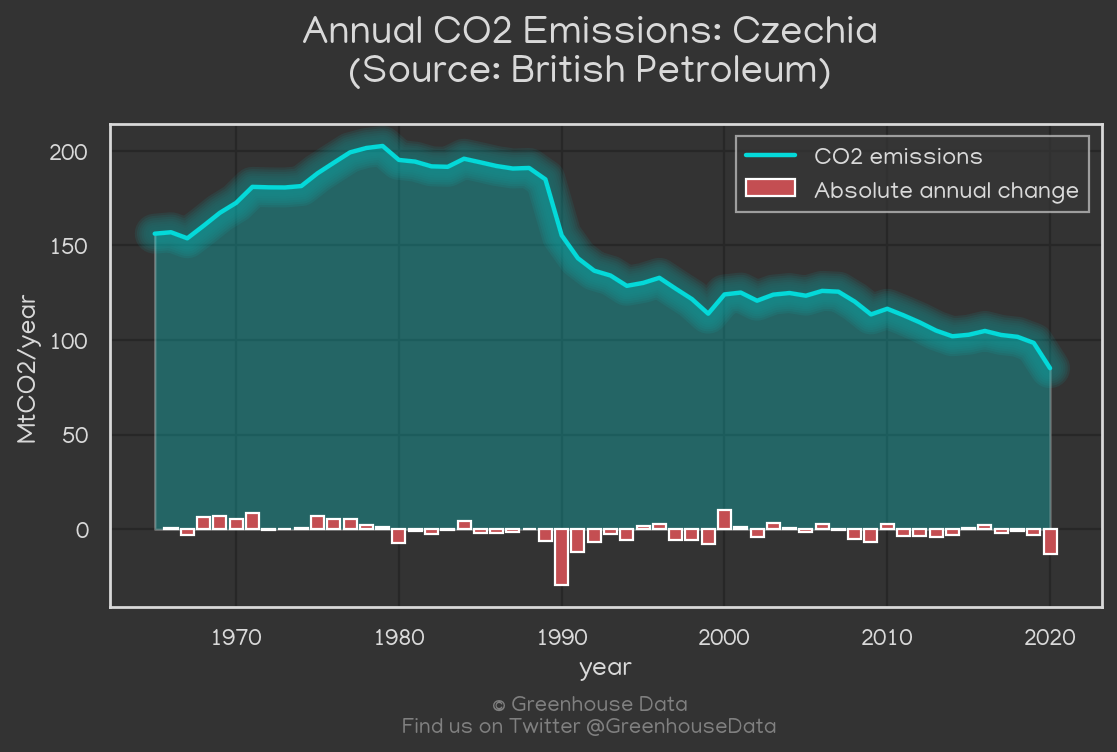 Annual CO2 Emissions: Czechia
(Source: British Petroleum)
CO2 emissions
Absolute annual change
200
150
100
50
0
MtCO2/year
1970 1980 1990 2000 2010 2020
year
© Greenhouse Data
Find us on Twitter @GreenhouseData